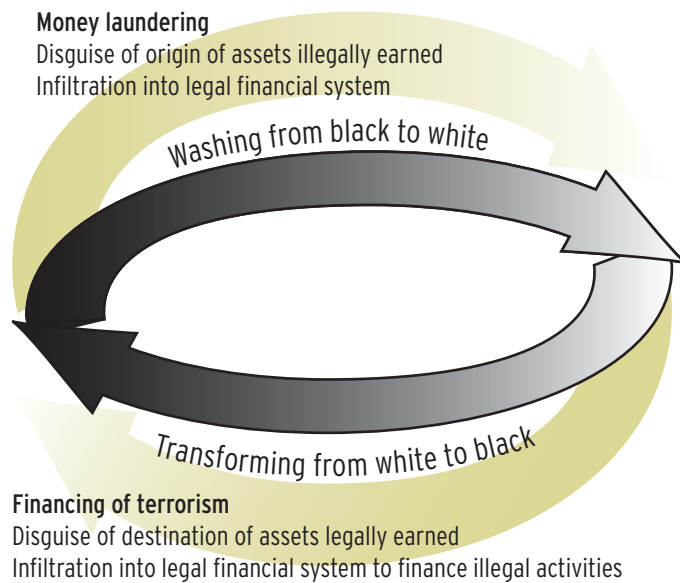 Money laundering
Disguise of origin of assets illegally earned
Infiltration into legal financial system
Washing from black to white
Transforming from white to black
Financing of terrorism
Disguise of destination of assets legally earned
Infiltration into legal financial system to finance illegal activities